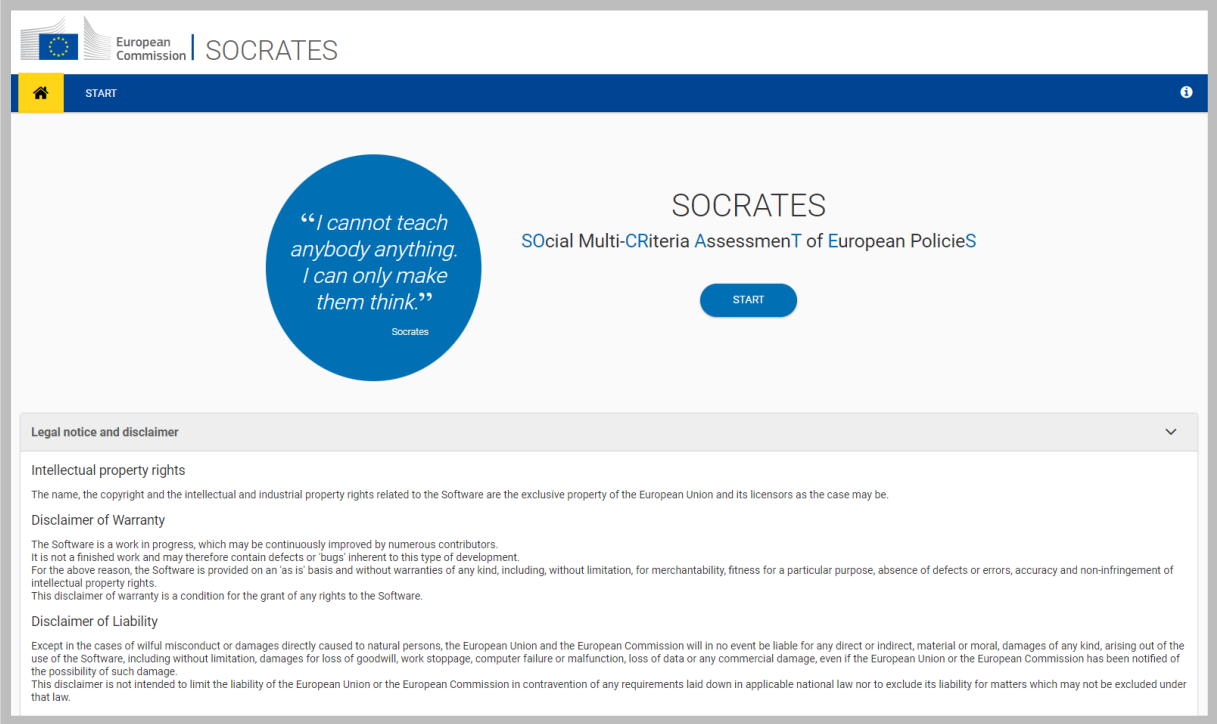 European
Commission
SOCRATES
START
“I cannot teach
anybody anything.
I can only make
them think.”
Socrates
SOCRATES
SOcial Multi-CRiteria AssessmenT of European PolicieS
START
Legal notice and disclaimer
Intellectual property rights
The name, the copyright and the intellectual and industrial property rights related to the Software are the exclusive property of the European Union and its licensors as the case may be.
Disclaimer of Warranty
The Software is a work in progress, which may be continuously improved by numerous contributors.
It is not a finished work and may therefore contain defects or 'bugs' inherent to this type of development.
For the above reason, the Software is provided on an 'as is' basis and without warranties of any kind, including, without limitation, for merchantability, fitness for a particular purpose, absence of defects or errors, accuracy and non-infringement of
intellectual property rights.
This disclaimer of warranty is a condition for the grant of any rights to the Software.
Disclaimer of Liability
Except in the cases of wilful misconduct or damages directly caused to natural persons, the European Union and the European Commission will in no event be liable for any direct or indirect, material or moral, damages of any kind, arising out of the
use of the Software, including without limitation, damages for loss of goodwill, work stoppage, computer failure or malfunction, loss of data or any commercial damage, even if the European Union or the European Commission has been notified of
the possibility of such damage.
This disclaimer is not intended to limit the liability of the European Union or the European Commission in contravention of any requirements laid down in applicable national law nor to exclude its liability for matters which may not be excluded under
that law.